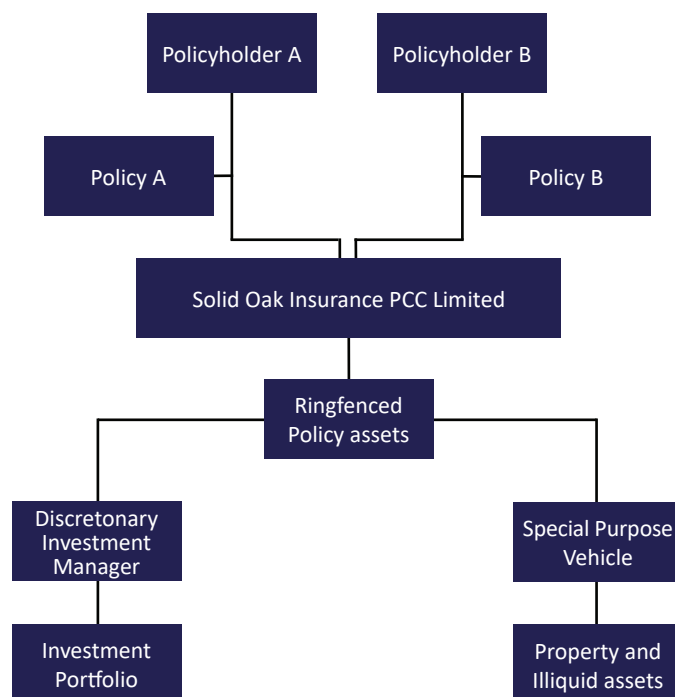 Policyholder A
Policyholder B
Policy A
Policy B
Solid Oak Insurance PCC Limited
Ringfenced
Policy assets
Discretonary
Investment
Manager
Special Purpose
Vehicle
Investment
Portfolio
Property and
Illiquid assets